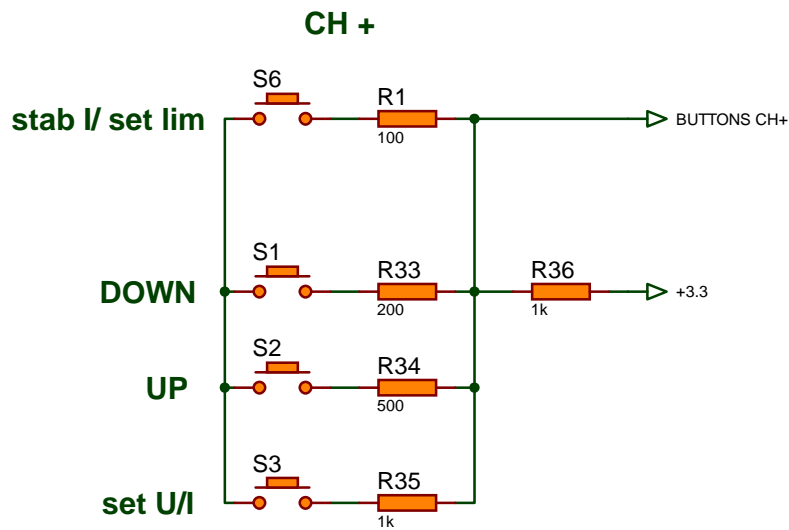 CH +
S6
R1
stab I/ set lim
BUTTONS CH+
100
S1
R33
R36
DOWN
+3.3
200
1k
S2
R34
UP
500
S3
R35
set U/I
1k